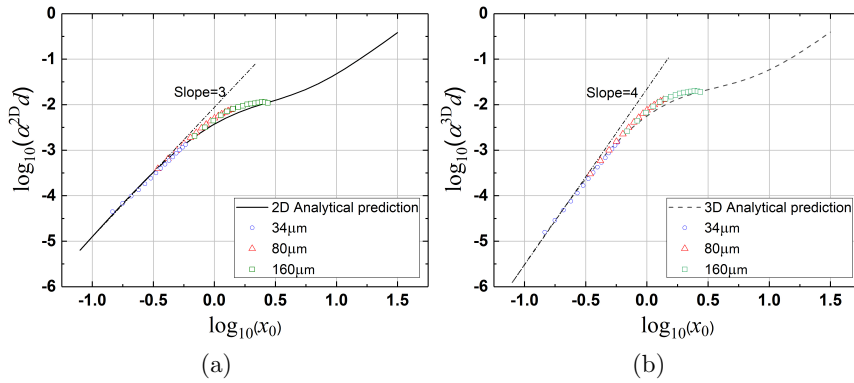 log₁₀(α²ᴰd)
0
-1
-2
-3
-4
-5
-6
Slope=3
2D Analytical prediction
34μm
80μm
160μm
-1.0 -0.5 0.0 0.5 1.0 1.5
log₁₀(x₀)
(a)
log₁₀(α³ᴰd)
0
-1
-2
-3
-4
-5
-6
Slope=4
3D Analytical prediction
34μm
80μm
160μm
-1.0 -0.5 0.0 0.5 1.0 1.5
log₁₀(x₀)
(b)